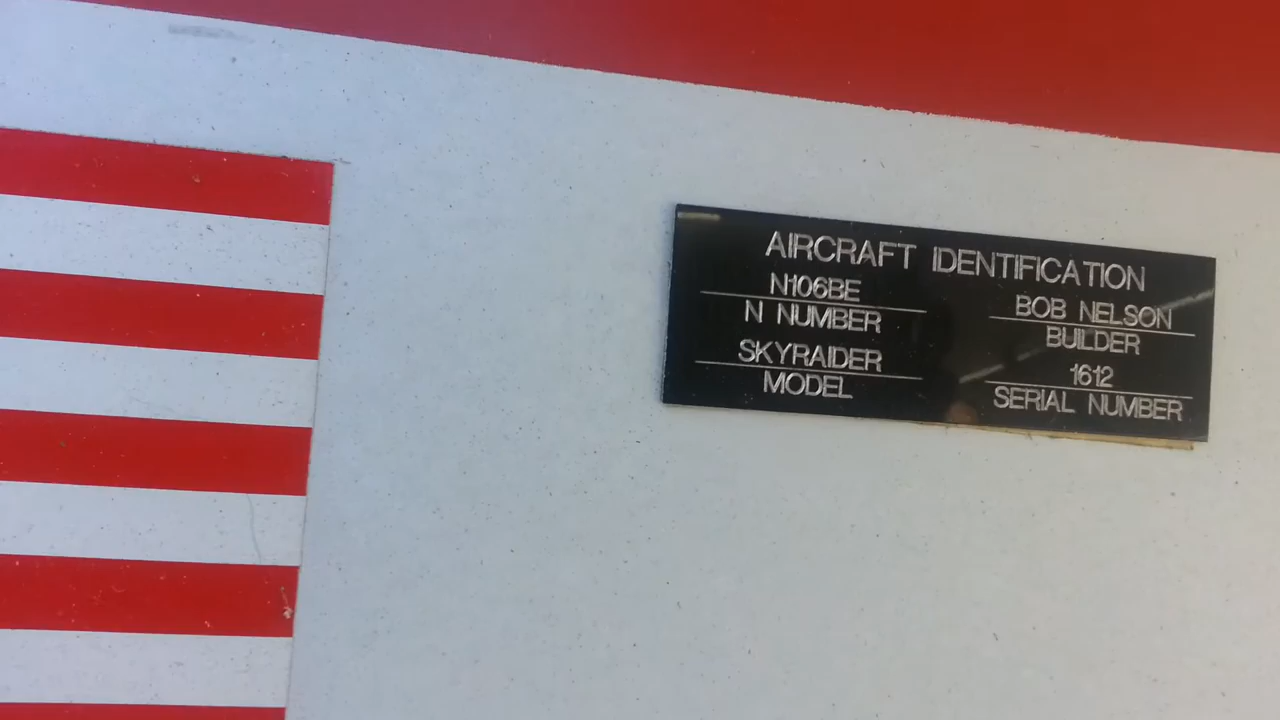 AIRCRAFT IDENTIFICATION
N106BE
N NUMBER
BOB NELSON
BUILDER
SKYRAIDER
MODEL
1612
SERIAL NUMBER